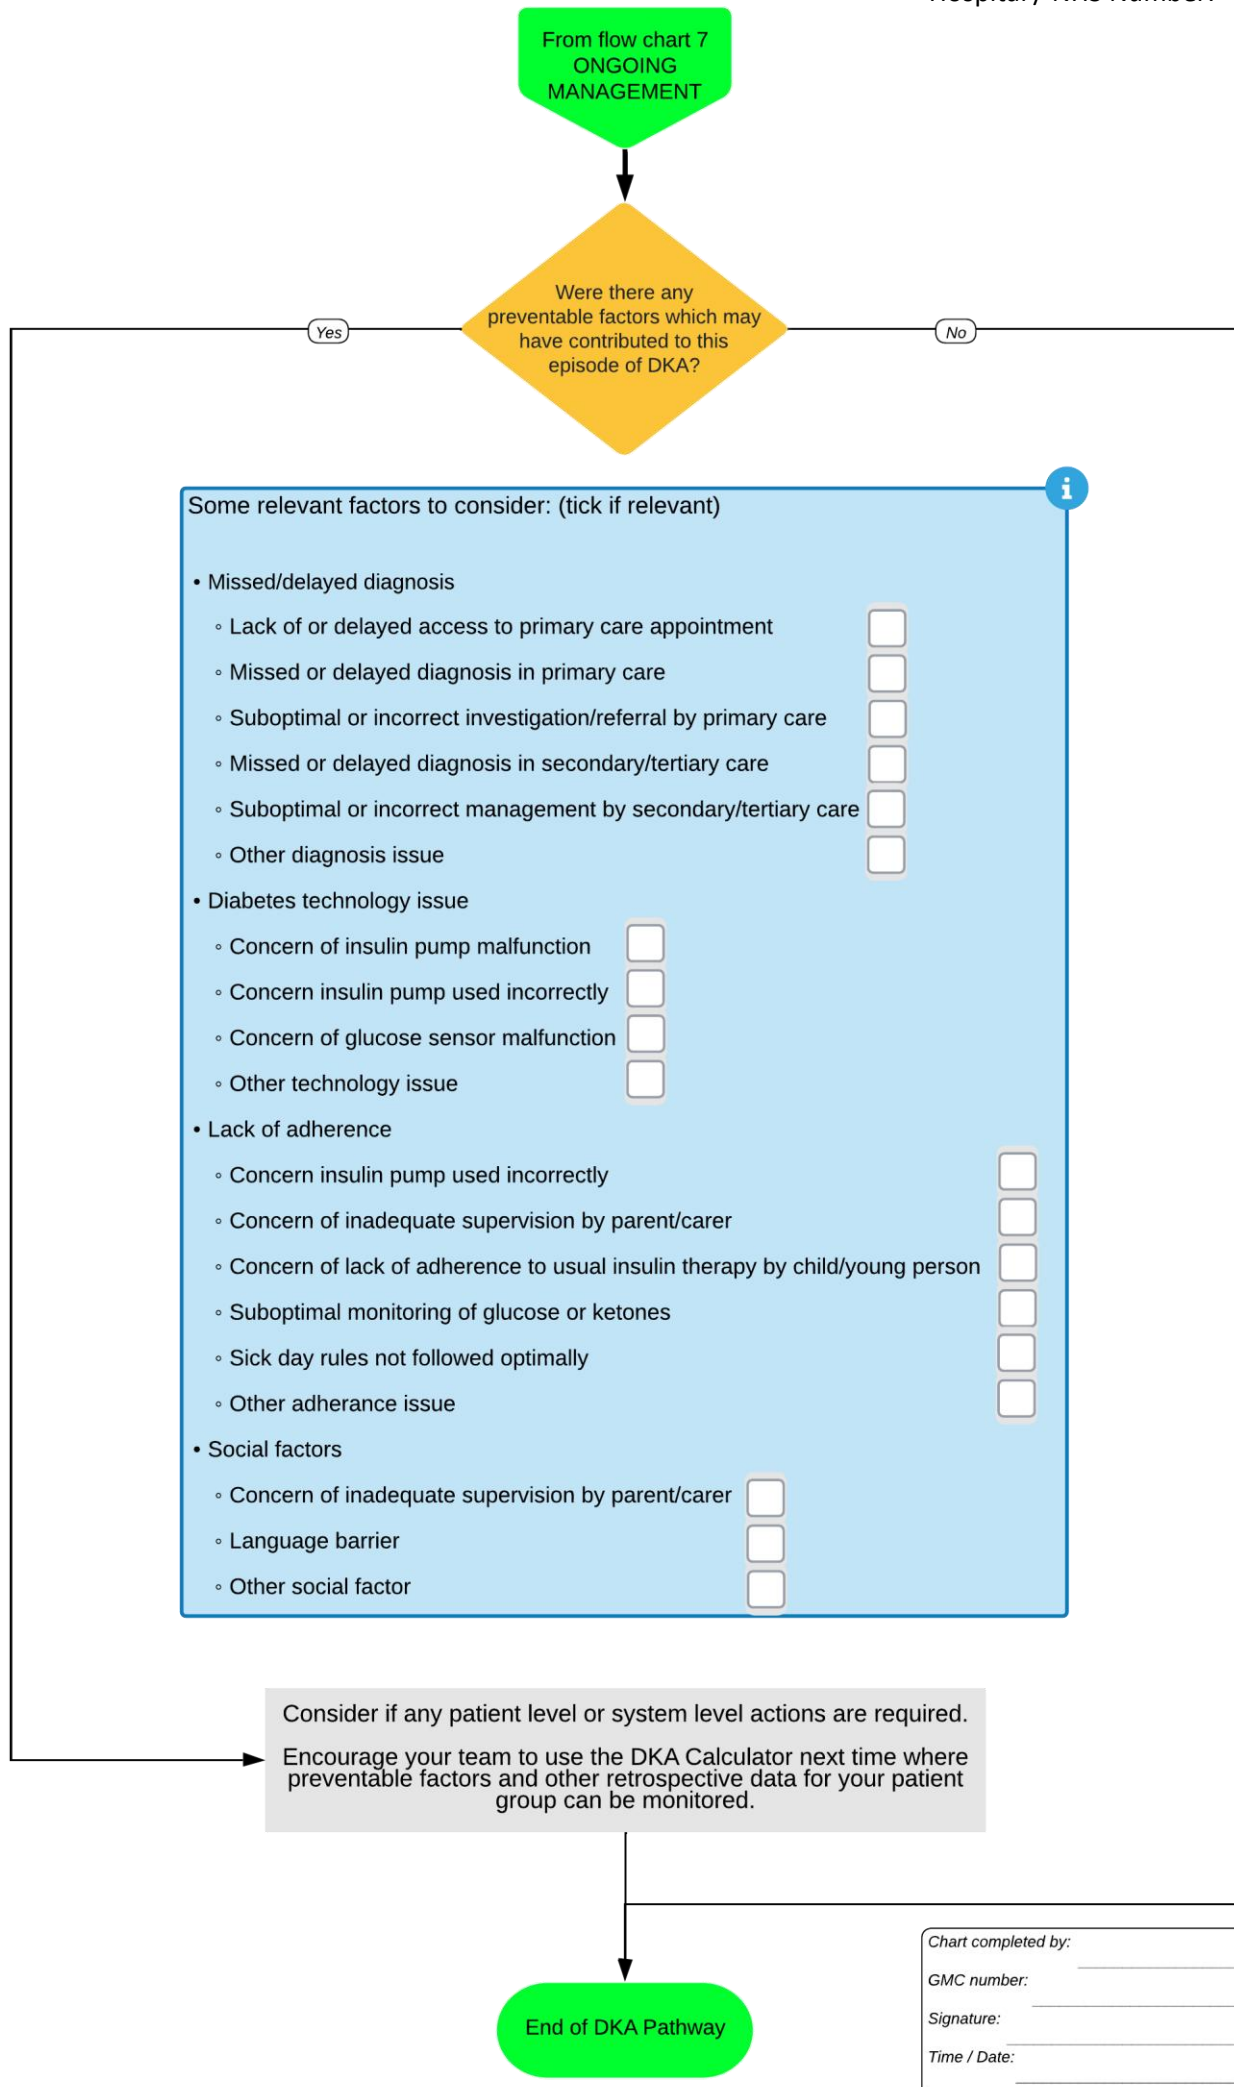 Hospital/ NHS Number:
From flow chart 7
ONGOING
MANAGEMENT
Were there any
preventable factors which may
have contributed to this
episode of DKA?
Yes
No
i
Some relevant factors to consider: (tick if relevant)
• Missed/delayed diagnosis
◦ Lack of or delayed access to primary care appointment
◦ Missed or delayed diagnosis in primary care
◦ Suboptimal or incorrect investigation/referral by primary care
◦ Missed or delayed diagnosis in secondary/tertiary care
◦ Suboptimal or incorrect management by secondary/tertiary care
◦ Other diagnosis issue
• Diabetes technology issue
◦ Concern of insulin pump malfunction
◦ Concern insulin pump used incorrectly
◦ Concern of glucose sensor malfunction
◦ Other technology issue
• Lack of adherence
◦ Concern insulin pump used incorrectly
◦ Concern of inadequate supervision by parent/carer
◦ Concern of lack of adherence to usual insulin therapy by child/young person
◦ Suboptimal monitoring of glucose or ketones
◦ Sick day rules not followed optimally
◦ Other adherance issue
• Social factors
◦ Concern of inadequate supervision by parent/carer
◦ Language barrier
◦ Other social factor
Consider if any patient level or system level actions are required.
Encourage your team to use the DKA Calculator next time where
preventable factors and other retrospective data for your patient
group can be monitored.
Chart completed by:
GMC number:
Signature:
Time / Date:
End of DKA Pathway